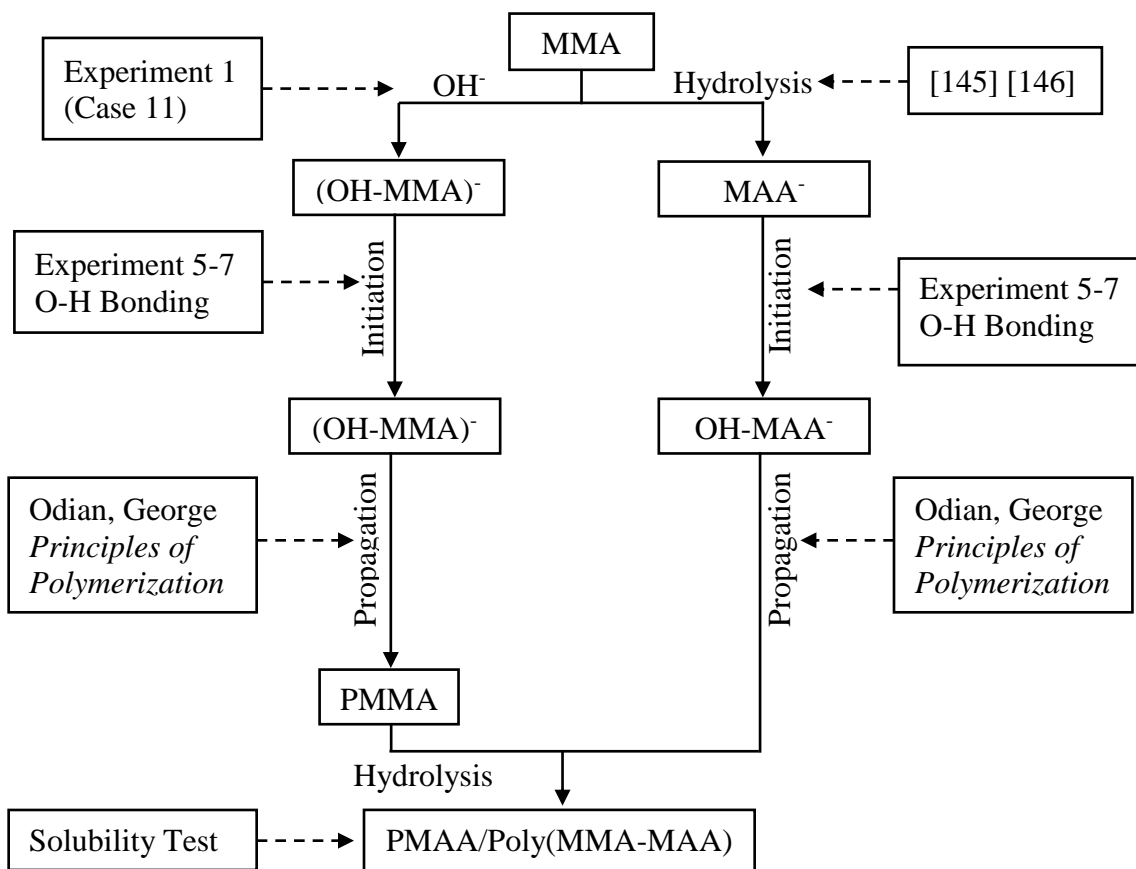 MMA
Experiment 1
(Case 11)
OH⁻
Hydrolysis
[145] [146]
(OH-MMA)⁻
MAA⁻
Experiment 5-7
O-H Bonding
Initiation
Initiation
Experiment 5-7
O-H Bonding
(OH-MMA)⁻
OH-MAA⁻
Odian, George
Principles of
Polymerization
Propagation
Propagation
Odian, George
Principles of
Polymerization
PMMA
Hydrolysis
Solubility Test
PMAA/Poly(MMA-MAA)